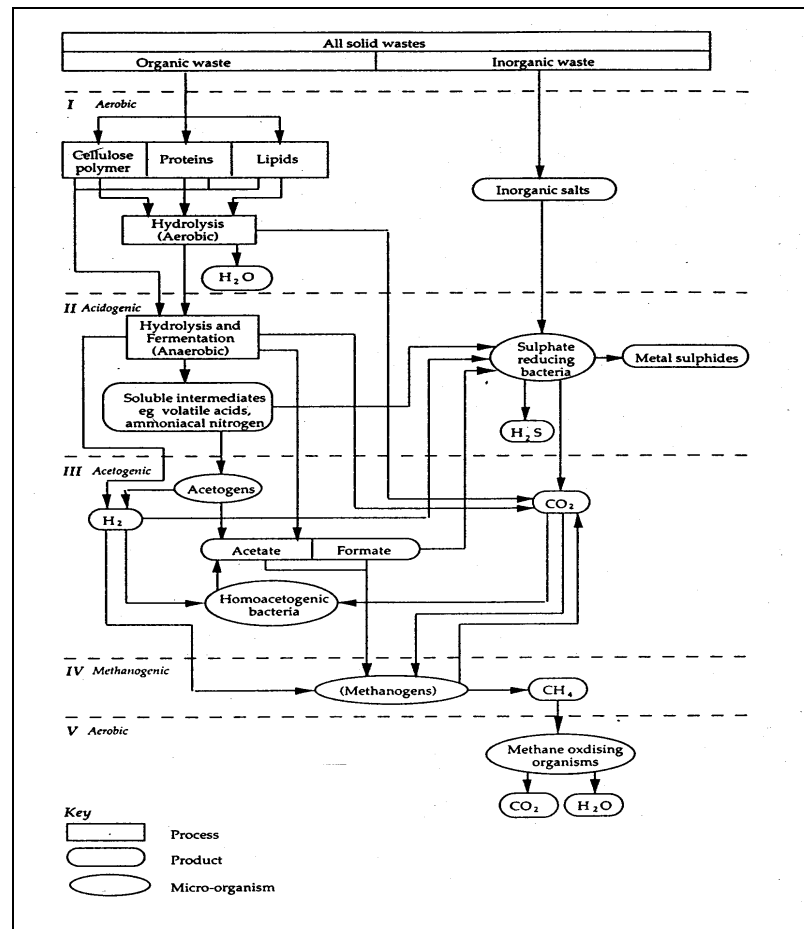 All solid wastes
Organic waste
Inorganic waste
I Aerobic
Cellulose
polymer
Proteins
Lipids
Inorganic salts
Hydrolysis
(Aerobic)
H₂O
II Acidogenic
Hydrolysis and
Fermentation
(Anaerobic)
Sulphate
reducing
bacteria
Metal sulphides
Soluble intermediates
eg volatile acids,
ammoniacal nitrogen
H₂S
III Acetogenic
Acetogens
CO₂
H₂
Acetate
Formate
Homoacetogenic
bacteria
IV Methanogenic
(Methanogens)
CH₄
V Aerobic
Methane oxdising
organisms
CO₂
H₂O
Key
Process
Product
Micro-organism